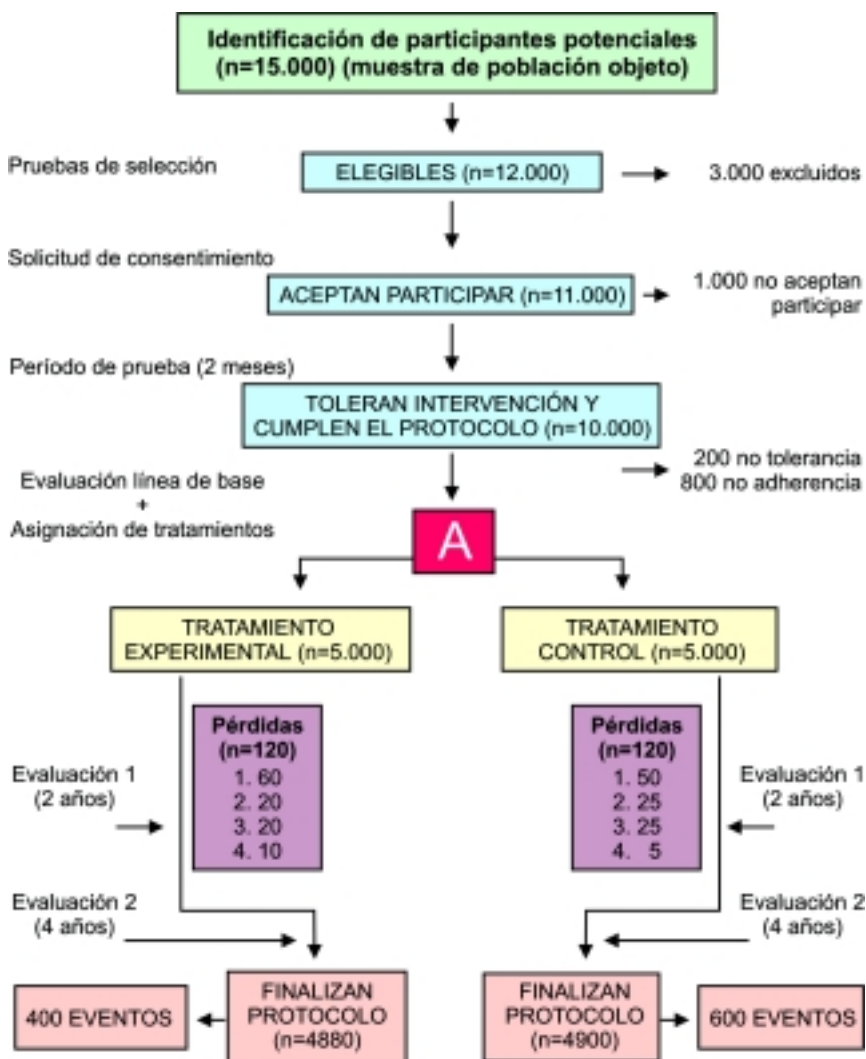 Identificación de participantes potenciales
(n=15.000) (muestra de población objeto)
Pruebas de selección
ELEGIBLES (n=12.000)
3.000 excluidos
Solicitud de consentimiento
ACEPTAN PARTICIPAR (n=11.000)
1.000 no aceptan
participar
Período de prueba (2 meses)
TOLERAN INTERVENCIÓN Y
CUMPLEN EL PROTOCOLO (n=10.000)
200 no tolerancia
800 no adherencia
Evaluación línea de base
+
Asignación de tratamientos
A
TRATAMIENTO
EXPERIMENTAL (n=5.000)
TRATAMIENTO
CONTROL (n=5.000)
Pérdidas
(n=120)
1. 60
2. 20
3. 20
4. 10
Pérdidas
(n=120)
1. 50
2. 25
3. 25
4. 5
Evaluación 1
(2 años)
Evaluación 1
(2 años)
Evaluación 2
(4 años)
Evaluación 2
(4 años)
400 EVENTOS
FINALIZAN
PROTOCOLO
(n=4880)
FINALIZAN
PROTOCOLO
(n=4900)
600 EVENTOS